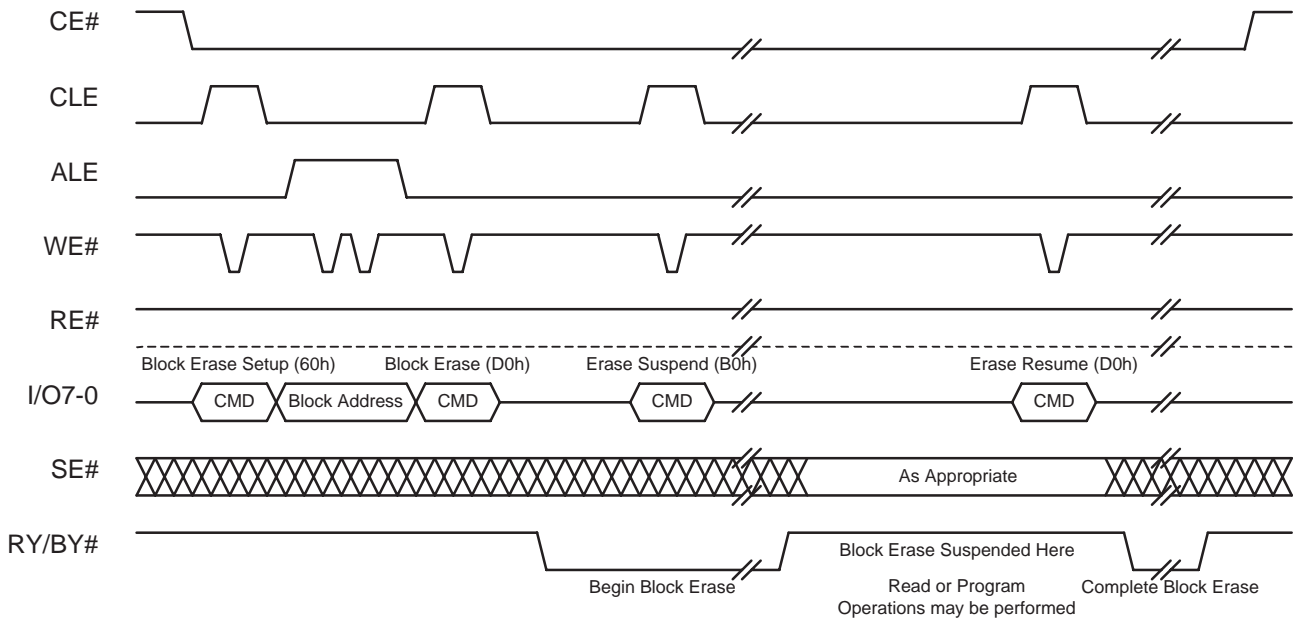 CE#
CLE
ALE
WE#
RE#
Block Erase Setup (60h) Block Erase (D0h) Erase Suspend (B0h) Erase Resume (D0h)
I/O7-0 CMD Block Address CMD CMD CMD
SE# As Appropriate
RY/BY# Block Erase Suspended Here
Begin Block Erase Read or Program Complete Block Erase
Operations may be performed